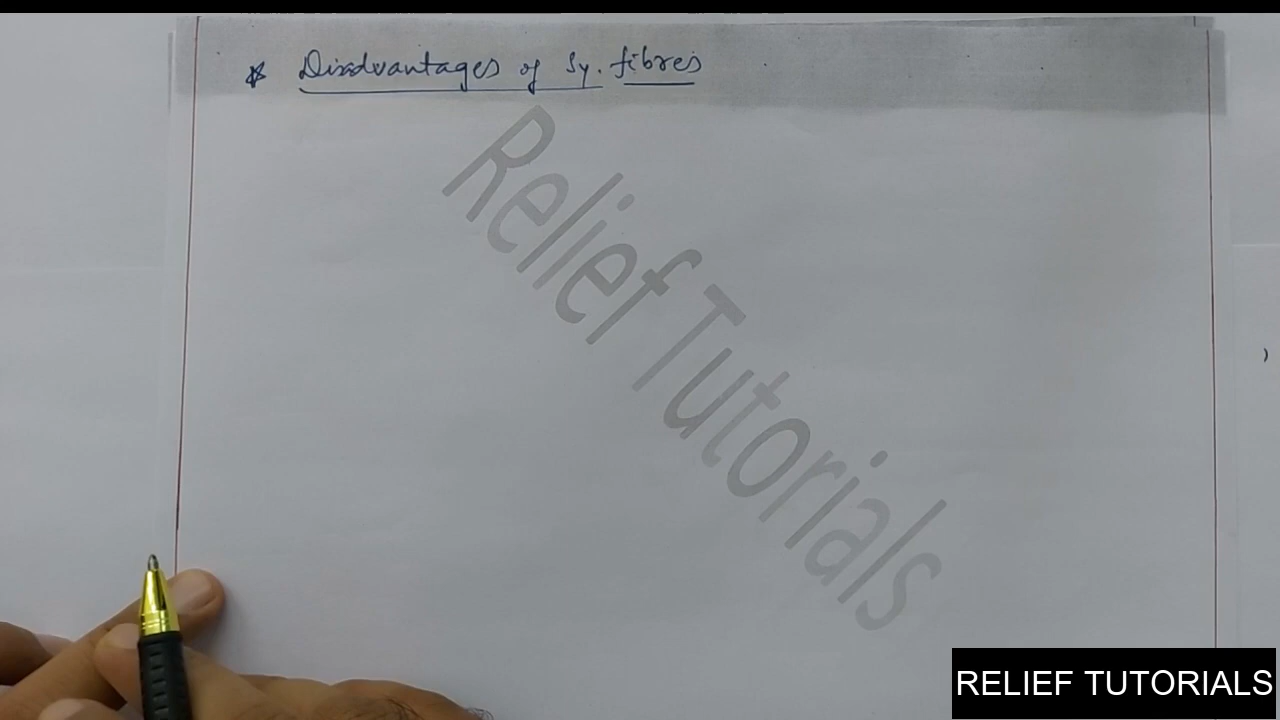 * Disadvantages of Sy. fibres
Relief Tutorials
RELIEF TUTORIALS